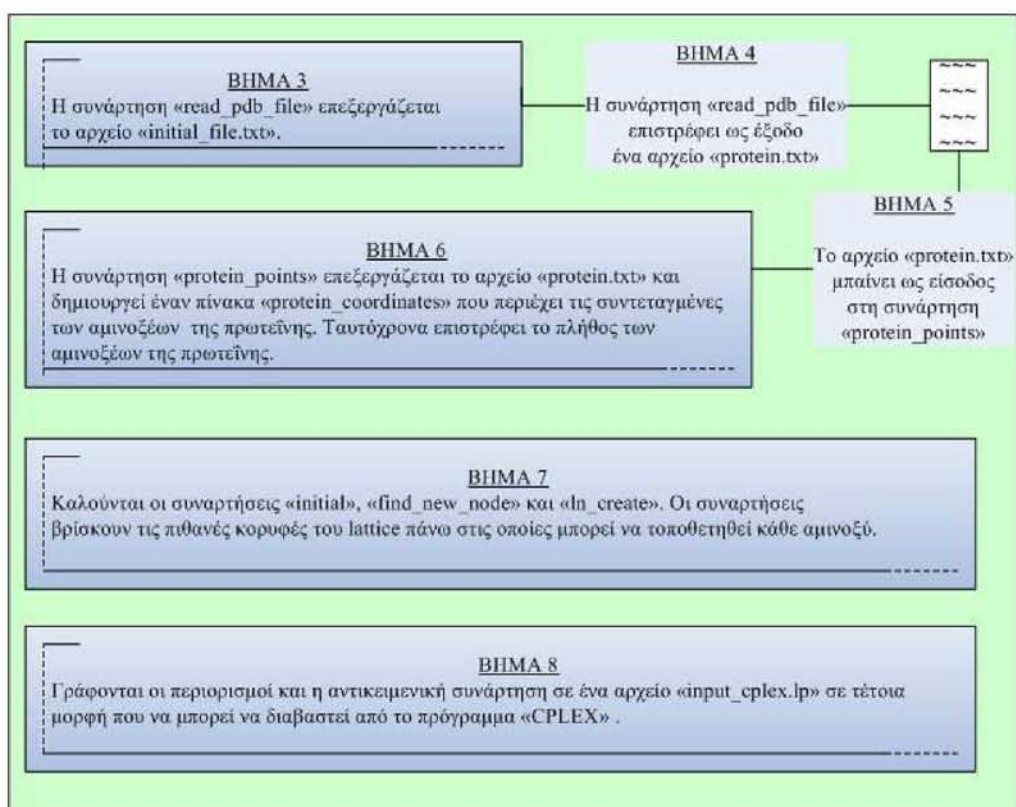 ΒΗΜΑ 3
Η συνάρτηση «read_pdb_file» επεξεργάζεται
το αρχείο «initial_file.txt».
ΒΗΜΑ 4
Η συνάρτηση «read_pdb_file»
επιστρέφει ως έξοδο
ένα αρχείο «protein.txt»
~~~
~~~
~~~
~~~
ΒΗΜΑ 5
Το αρχείο «protein.txt»
μπαίνει ως είσοδος
στη συνάρτηση
«protein_points»
ΒΗΜΑ 6
Η συνάρτηση «protein_points» επεξεργάζεται το αρχείο «protein.txt» και
δημιουργεί έναν πίνακα «protein_coordinates» που περιέχει τις συντεταγμένες
των αμινοξέων της πρωτεΐνης. Ταυτόχρονα επιστρέφει το πλήθος των
αμινοξέων της πρωτεΐνης.
ΒΗΜΑ 7
Καλούνται οι συναρτήσεις «initial», «find_new_node» και «ln_create». Οι συναρτήσεις
βρίσκουν τις πιθανές κορυφές του lattice πάνω στις οποίες μπορεί να τοποθετηθεί κάθε αμινοξύ.
ΒΗΜΑ 8
Γράφονται οι περιορισμοί και η αντικειμενική συνάρτηση σε ένα αρχείο «input_cplex.lp» σε τέτοια
μορφή που να μπορεί να διαβαστεί από το πρόγραμμα «CPLEX» .